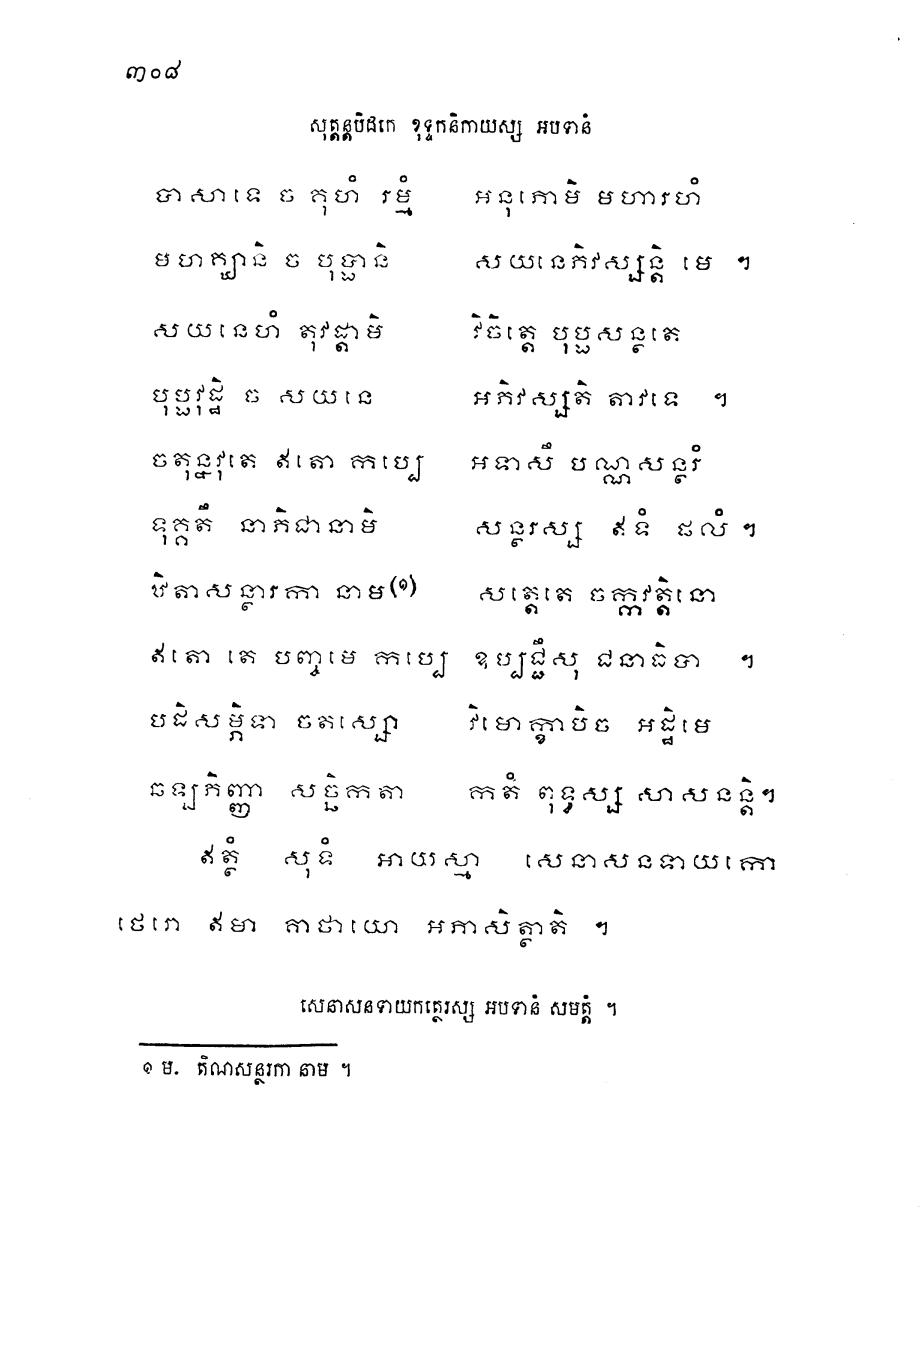 ៣០៨
សុត្តន្តបិដកេ ខុទ្ទកនិកាយស្ស អបទានំ
បាសាទេ ច គុហំ រម្មំ អនុភោមិ មហារហំ
មហគ្ឃានិ ច បុប្ផានិ សយនេភិវស្សន្តិ មេ ។
សយនេហំ តុវដ្តាមិ វិចិត្តេ បុប្ផសន្ថតេ
បុប្ផវុដ្ឋិ ច សយនេ អភិវស្សតិ តាវទេ ។
ចតុន្នវុតេ ឥតោ កប្បេ អទាសឹ បណ្ណសន្ថរំ
ទុគ្គតឹ នាភិជានាមិ សន្ថរស្ស ឥទំ ផលំ ។
ឋិតាសន្ថារកា នាម(១) សត្តេតេ ចក្កវត្តិនោ
ឥតោ តេ បញ្ចមេ កប្បេ ឧប្បជ្ជឹសុ ជនាធិបា ។
បដិសម្ភិទា ចតស្សោ វិមោក្ខាបិច អដ្ឋិមេ
ឆឡភិញ្ញា សច្ឆិកតា កតំ ពុទ្ធស្ស សាសនន្តិ។
ឥត្ថំ សុទំ អាយស្មា សេនាសនទាយកោ
ថេរោ ឥមា គាថាយោ អភាសិត្ថាតិ ។
សេនាសនទាយកត្ថេរស្ស អបទានំ សមត្តំ ។
១ ម. តិណសន្ថរកា នាម ។